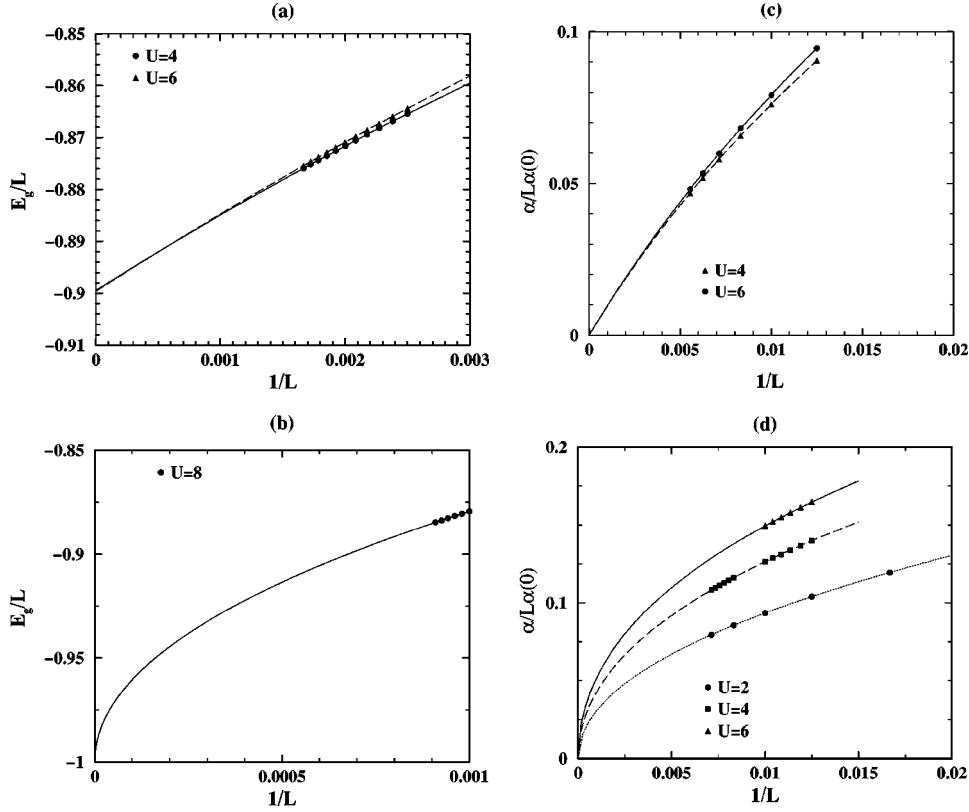 (a)
−0.85
U=4
U=6
−0.86
−0.87
−0.88
−0.89
−0.9
−0.91
E_g/L
0
0.001
0.002
0.003
1/L
(c)
0.1
0.05
0
α/Lα(0)
U=4
U=6
0
0.005
0.01
0.015
0.02
1/L
(b)
−0.85
U=8
−0.9
−0.95
−1
E_g/L
0
0.0005
0.001
1/L
(d)
0.2
0.1
0
α/Lα(0)
U=2
U=4
U=6
0
0.005
0.01
0.015
0.02
1/L